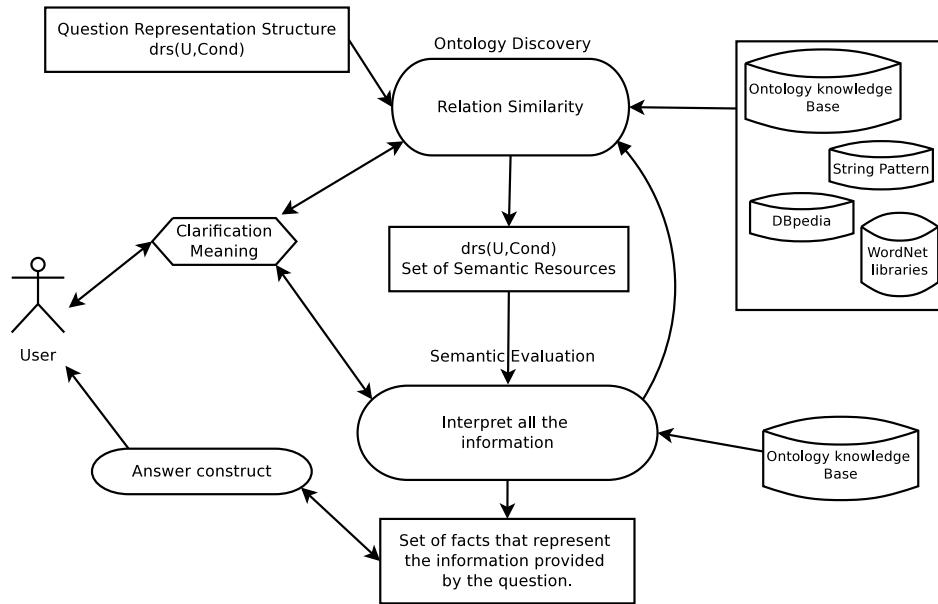 Question Representation Structure
drs(U,Cond)
Ontology Discovery
Relation Similarity
Ontology knowledge
Base
String Pattern
DBpedia
WordNet
libraries
Clarification
Meaning
drs(U,Cond)
Set of Semantic Resources
User
Semantic Evaluation
Interpret all the
information
Ontology knowledge
Base
Answer construct
Set of facts that represent
the information provided
by the question.